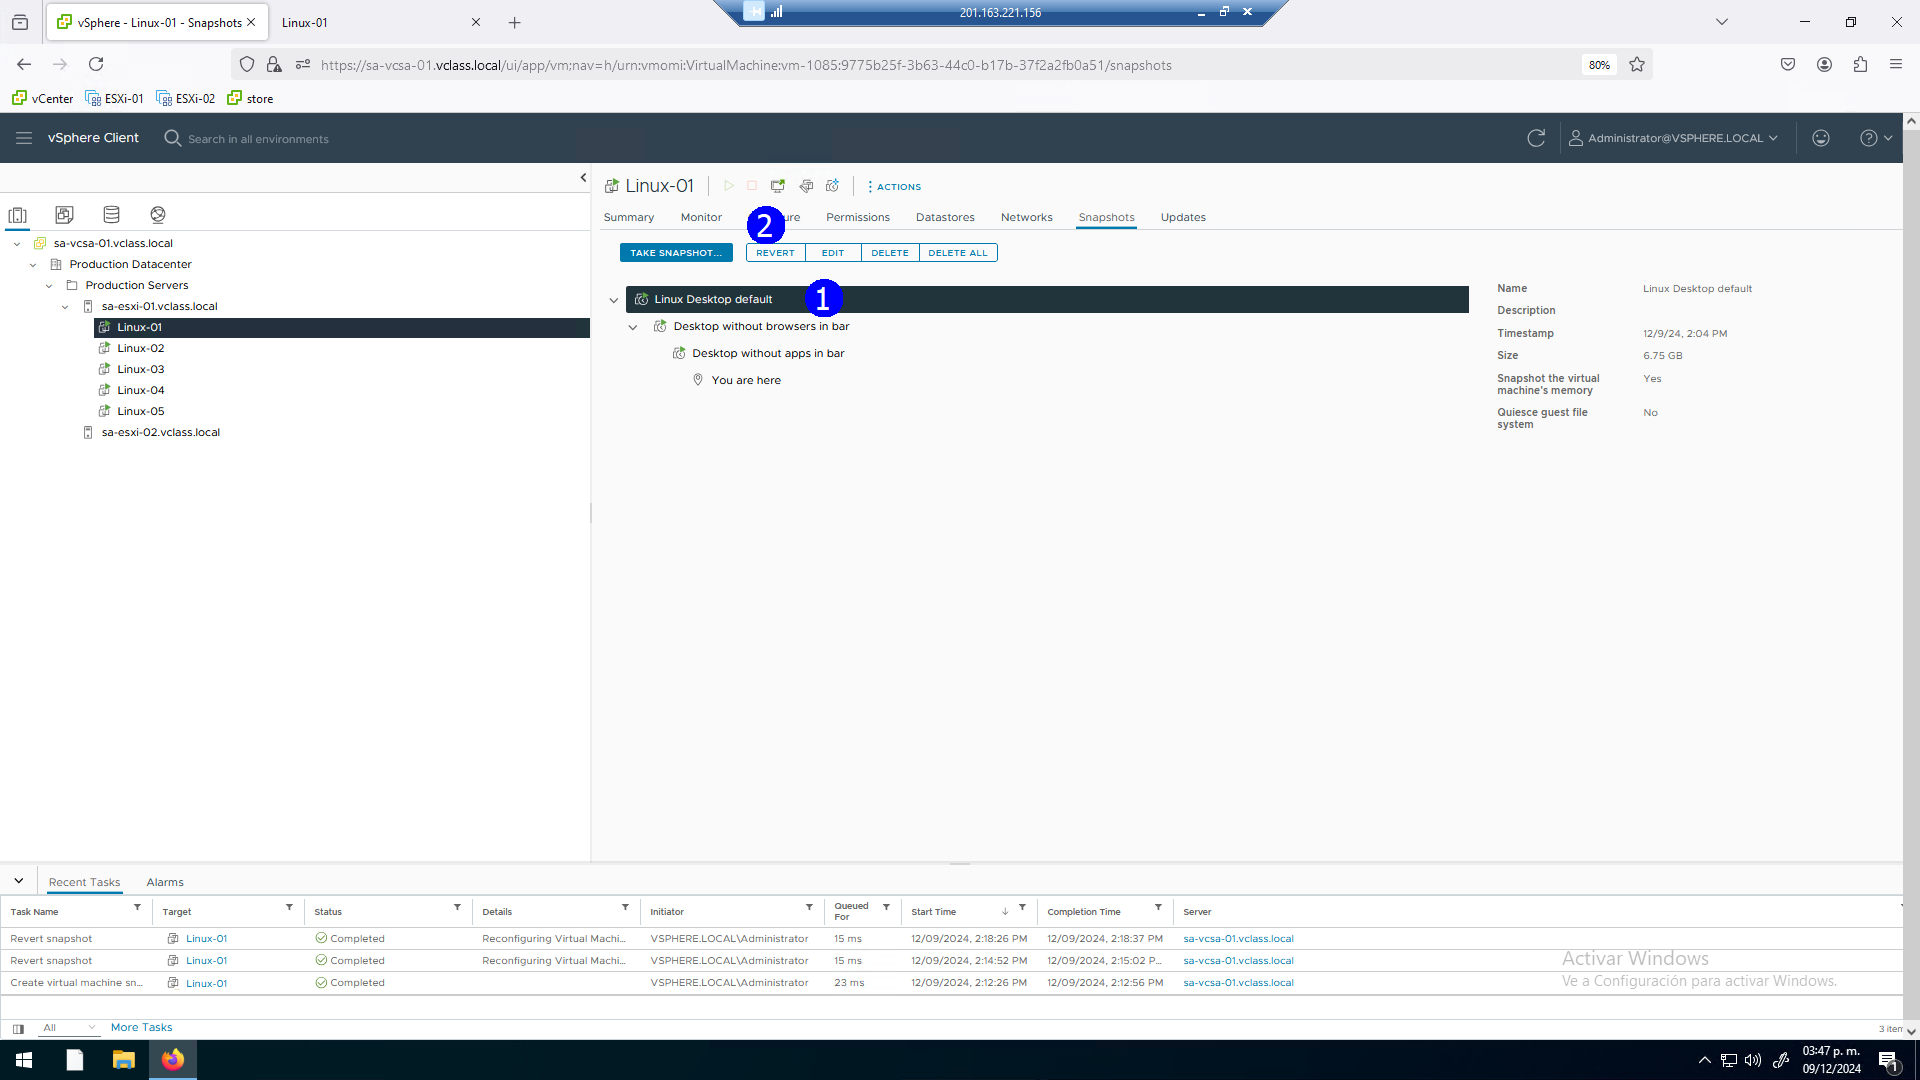 vSphere - Linux-01 - Snapshots
Linux-01
201.163.221.156
https://sa-vcsa-01.vclass.local/ui/app/vm;nav=h/urn:vmomi:VirtualMachine:vm-1085:9775b25f-3b63-44c0-b17b-37f2a2fb0a51/snapshots
80%
vCenter
ESXi-01
ESXi-02
store
vSphere Client
Search in all environments
Administrator@VSPHERE.LOCAL
sa-vcsa-01.vclass.local
Production Datacenter
Production Servers
sa-esxi-01.vclass.local
Linux-01
Linux-02
Linux-03
Linux-04
Linux-05
sa-esxi-02.vclass.local
Linux-01
ACTIONS
Summary
Monitor
2
ure
Permissions
Datastores
Networks
Snapshots
Updates
TAKE SNAPSHOT...
REVERT
EDIT
DELETE
DELETE ALL
Linux Desktop default
1
Desktop without browsers in bar
Desktop without apps in bar
You are here
Name Linux Desktop default
Description
Timestamp 12/9/24, 2:04 PM
Size 6.75 GB
Snapshot the virtual machine's memory Yes
Quiesce guest file system No
Recent Tasks
Alarms
Task Name Target Status Details Initiator Queued For Start Time Completion Time Server
Revert snapshot Linux-01 Completed Reconfiguring Virtual Machi... VSPHERE.LOCAL\Administrator 15 ms 12/09/2024, 2:18:26 PM 12/09/2024, 2:18:37 PM sa-vcsa-01.vclass.local
Revert snapshot Linux-01 Completed Reconfiguring Virtual Machi... VSPHERE.LOCAL\Administrator 15 ms 12/09/2024, 2:14:52 PM 12/09/2024, 2:15:02 P... sa-vcsa-01.vclass.local
Create virtual machine sn... Linux-01 Completed VSPHERE.LOCAL\Administrator 23 ms 12/09/2024, 2:12:26 PM 12/09/2024, 2:12:56 PM sa-vcsa-01.vclass.local
Activar Windows
Ve a Configuración para activar Windows.
All
More Tasks
3 item
03:47 p. m.
09/12/2024
1